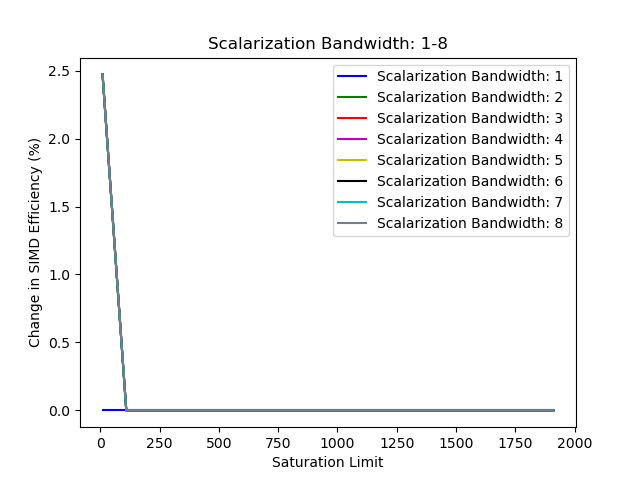 Scalarization Bandwidth: 1-8
2.5
2.0
1.5
1.0
0.5
0.0
Change in SIMD Efficiency (%)
Scalarization Bandwidth: 1
Scalarization Bandwidth: 2
Scalarization Bandwidth: 3
Scalarization Bandwidth: 4
Scalarization Bandwidth: 5
Scalarization Bandwidth: 6
Scalarization Bandwidth: 7
Scalarization Bandwidth: 8
0 250 500 750 1000 1250 1500 1750 2000
Saturation Limit